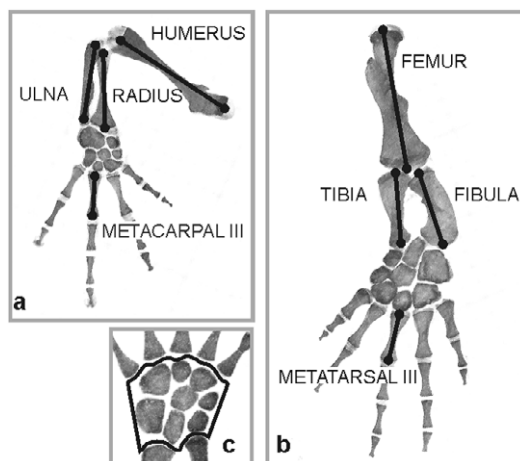 HUMERUS
ULNA
RADIUS
METACARPAL III
a
FEMUR
TIBIA
FIBULA
METATARSAL III
b
c